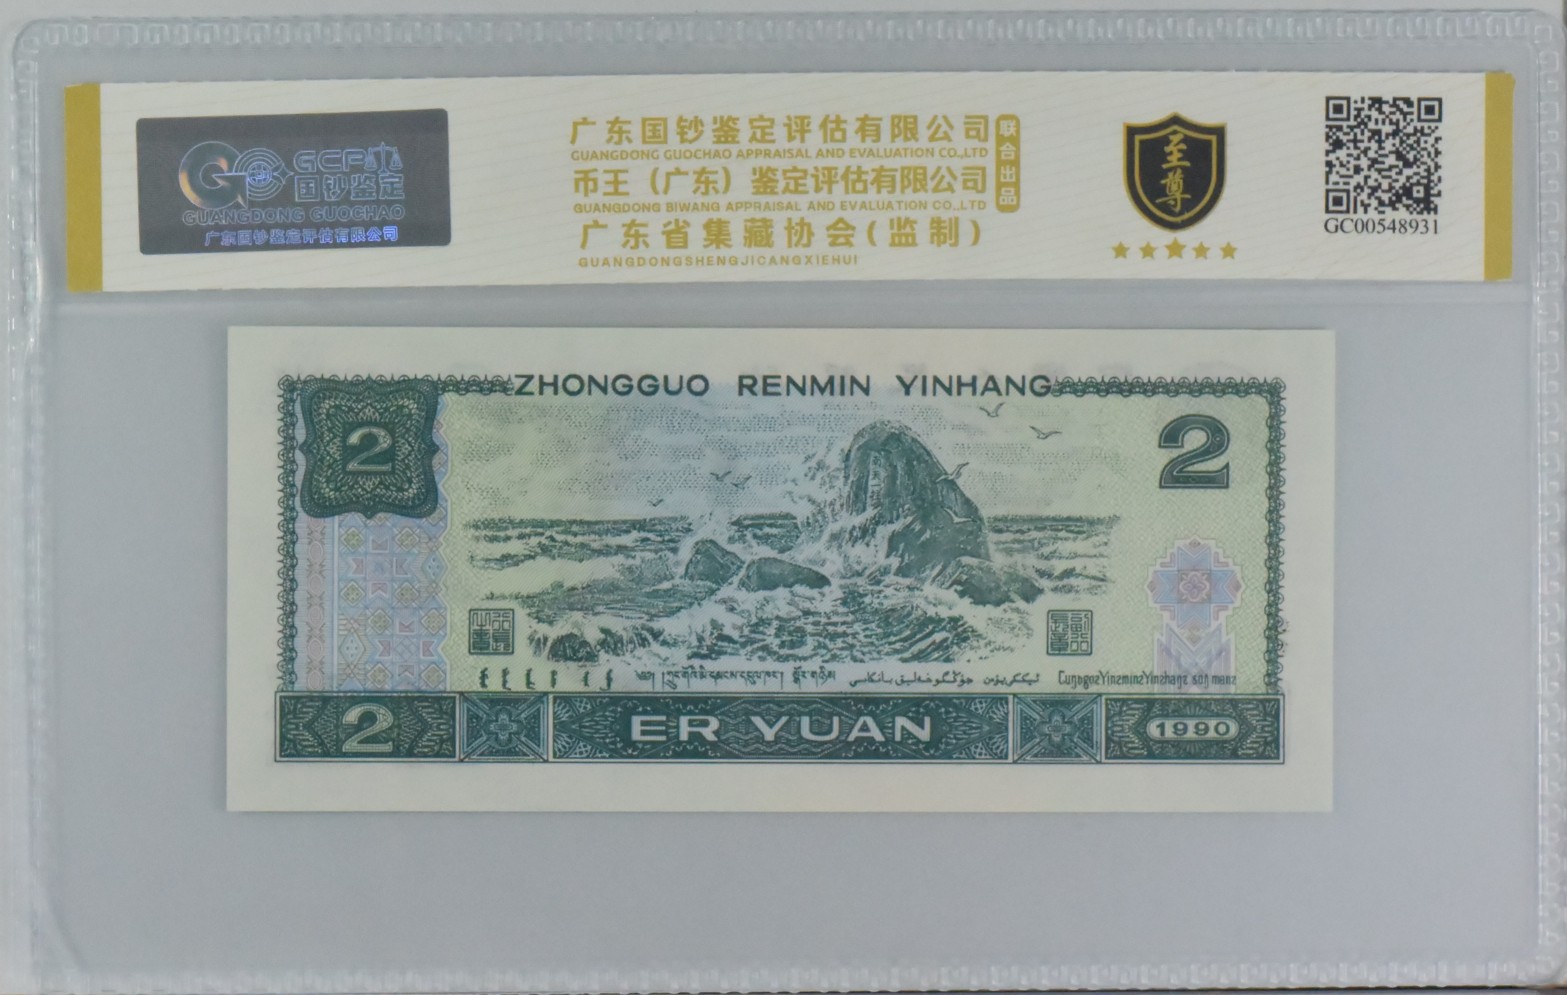 GCF
国钞鉴定
GUANGDONG GUOCHAO
广东国钞鉴定评估有限公司
广东国钞鉴定评估有限公司
GUANGDONG GUOCHAO APPRAISAL AND EVALUATION CO.,LTD
币王（广东）鉴定评估有限公司
GUANGDONG BIWANG APPRAISAL AND EVALUATION CO.,LTD
广东省集藏协会(监制)
GUANGDONGSHENGJICANGXIEHUI
联合出品
至尊
GC00548931
ZHONGGUO RENMIN YINHANG
2
2
2
ER YUAN
1990